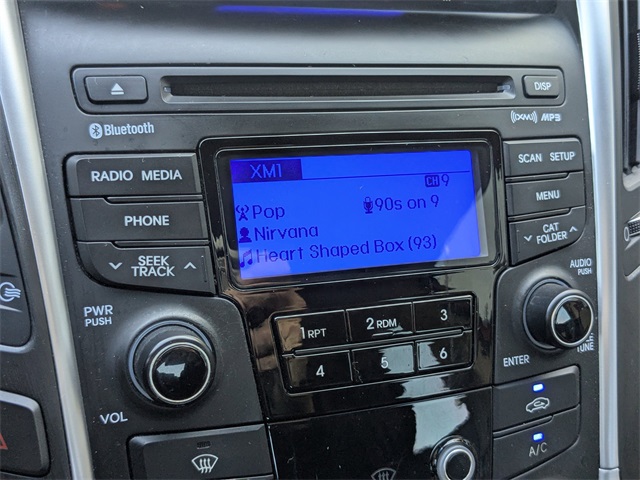 DISP
Bluetooth
((XM)) MP3
RADIO MEDIA
SCAN SETUP
XM1
CH 9
Pop 90s on 9
Nirvana
Heart Shaped Box (93)
PHONE
MENU
SEEK
TRACK
CAT
FOLDER
PWR
PUSH
AUDIO
PUSH
1 RPT
2 RDM
3
4
5
6
TUNE
ENTER
VOL
A/C